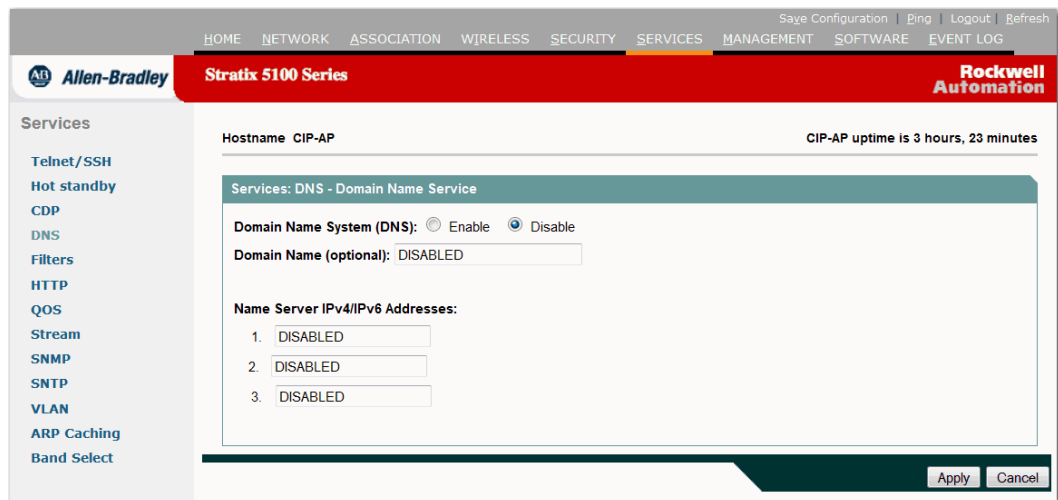 Save Configuration | Ping | Logout | Refresh
HOME NETWORK ASSOCIATION WIRELESS SECURITY SERVICES MANAGEMENT SOFTWARE EVENT LOG
AB Allen-Bradley
Stratix 5100 Series
Rockwell
Automation
Services
Telnet/SSH
Hot standby
CDP
DNS
Filters
HTTP
QOS
Stream
SNMP
SNTP
VLAN
ARP Caching
Band Select
Hostname CIP-AP
CIP-AP uptime is 3 hours, 23 minutes
Services: DNS - Domain Name Service
Domain Name System (DNS): Enable Disable
Domain Name (optional): DISABLED
Name Server IPv4/IPv6 Addresses:
1. DISABLED
2. DISABLED
3. DISABLED
Apply Cancel